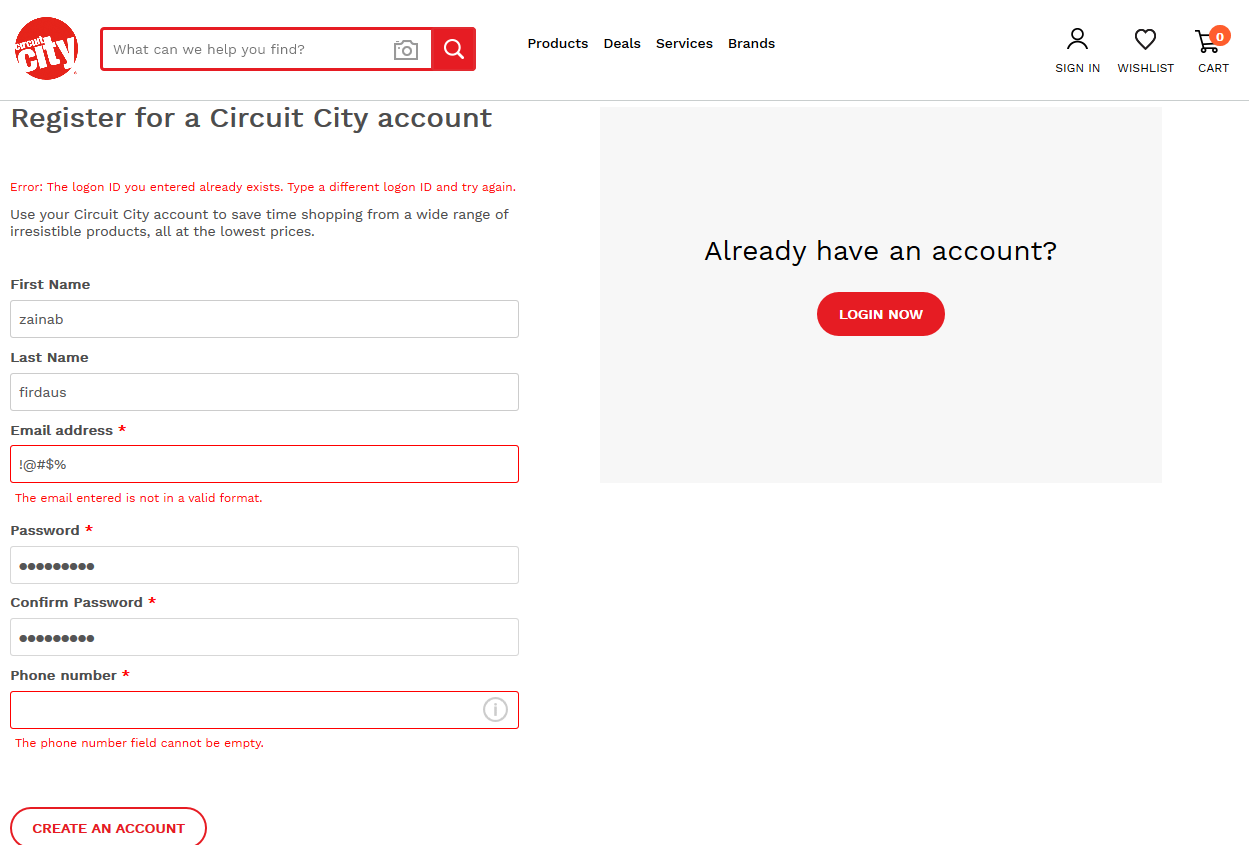 circuit
city
What can we help you find?
Products Deals Services Brands
0
SIGN IN WISHLIST CART
Register for a Circuit City account
Error: The logon ID you entered already exists. Type a different logon ID and try again.
Use your Circuit City account to save time shopping from a wide range of
irresistible products, all at the lowest prices.
First Name
zainab
Last Name
firdaus
Email address *
!@#$%
The email entered is not in a valid format.
Password *
●●●●●●●●●
Confirm Password *
●●●●●●●●●
Phone number *
i
The phone number field cannot be empty.
CREATE AN ACCOUNT
Already have an account?
LOGIN NOW